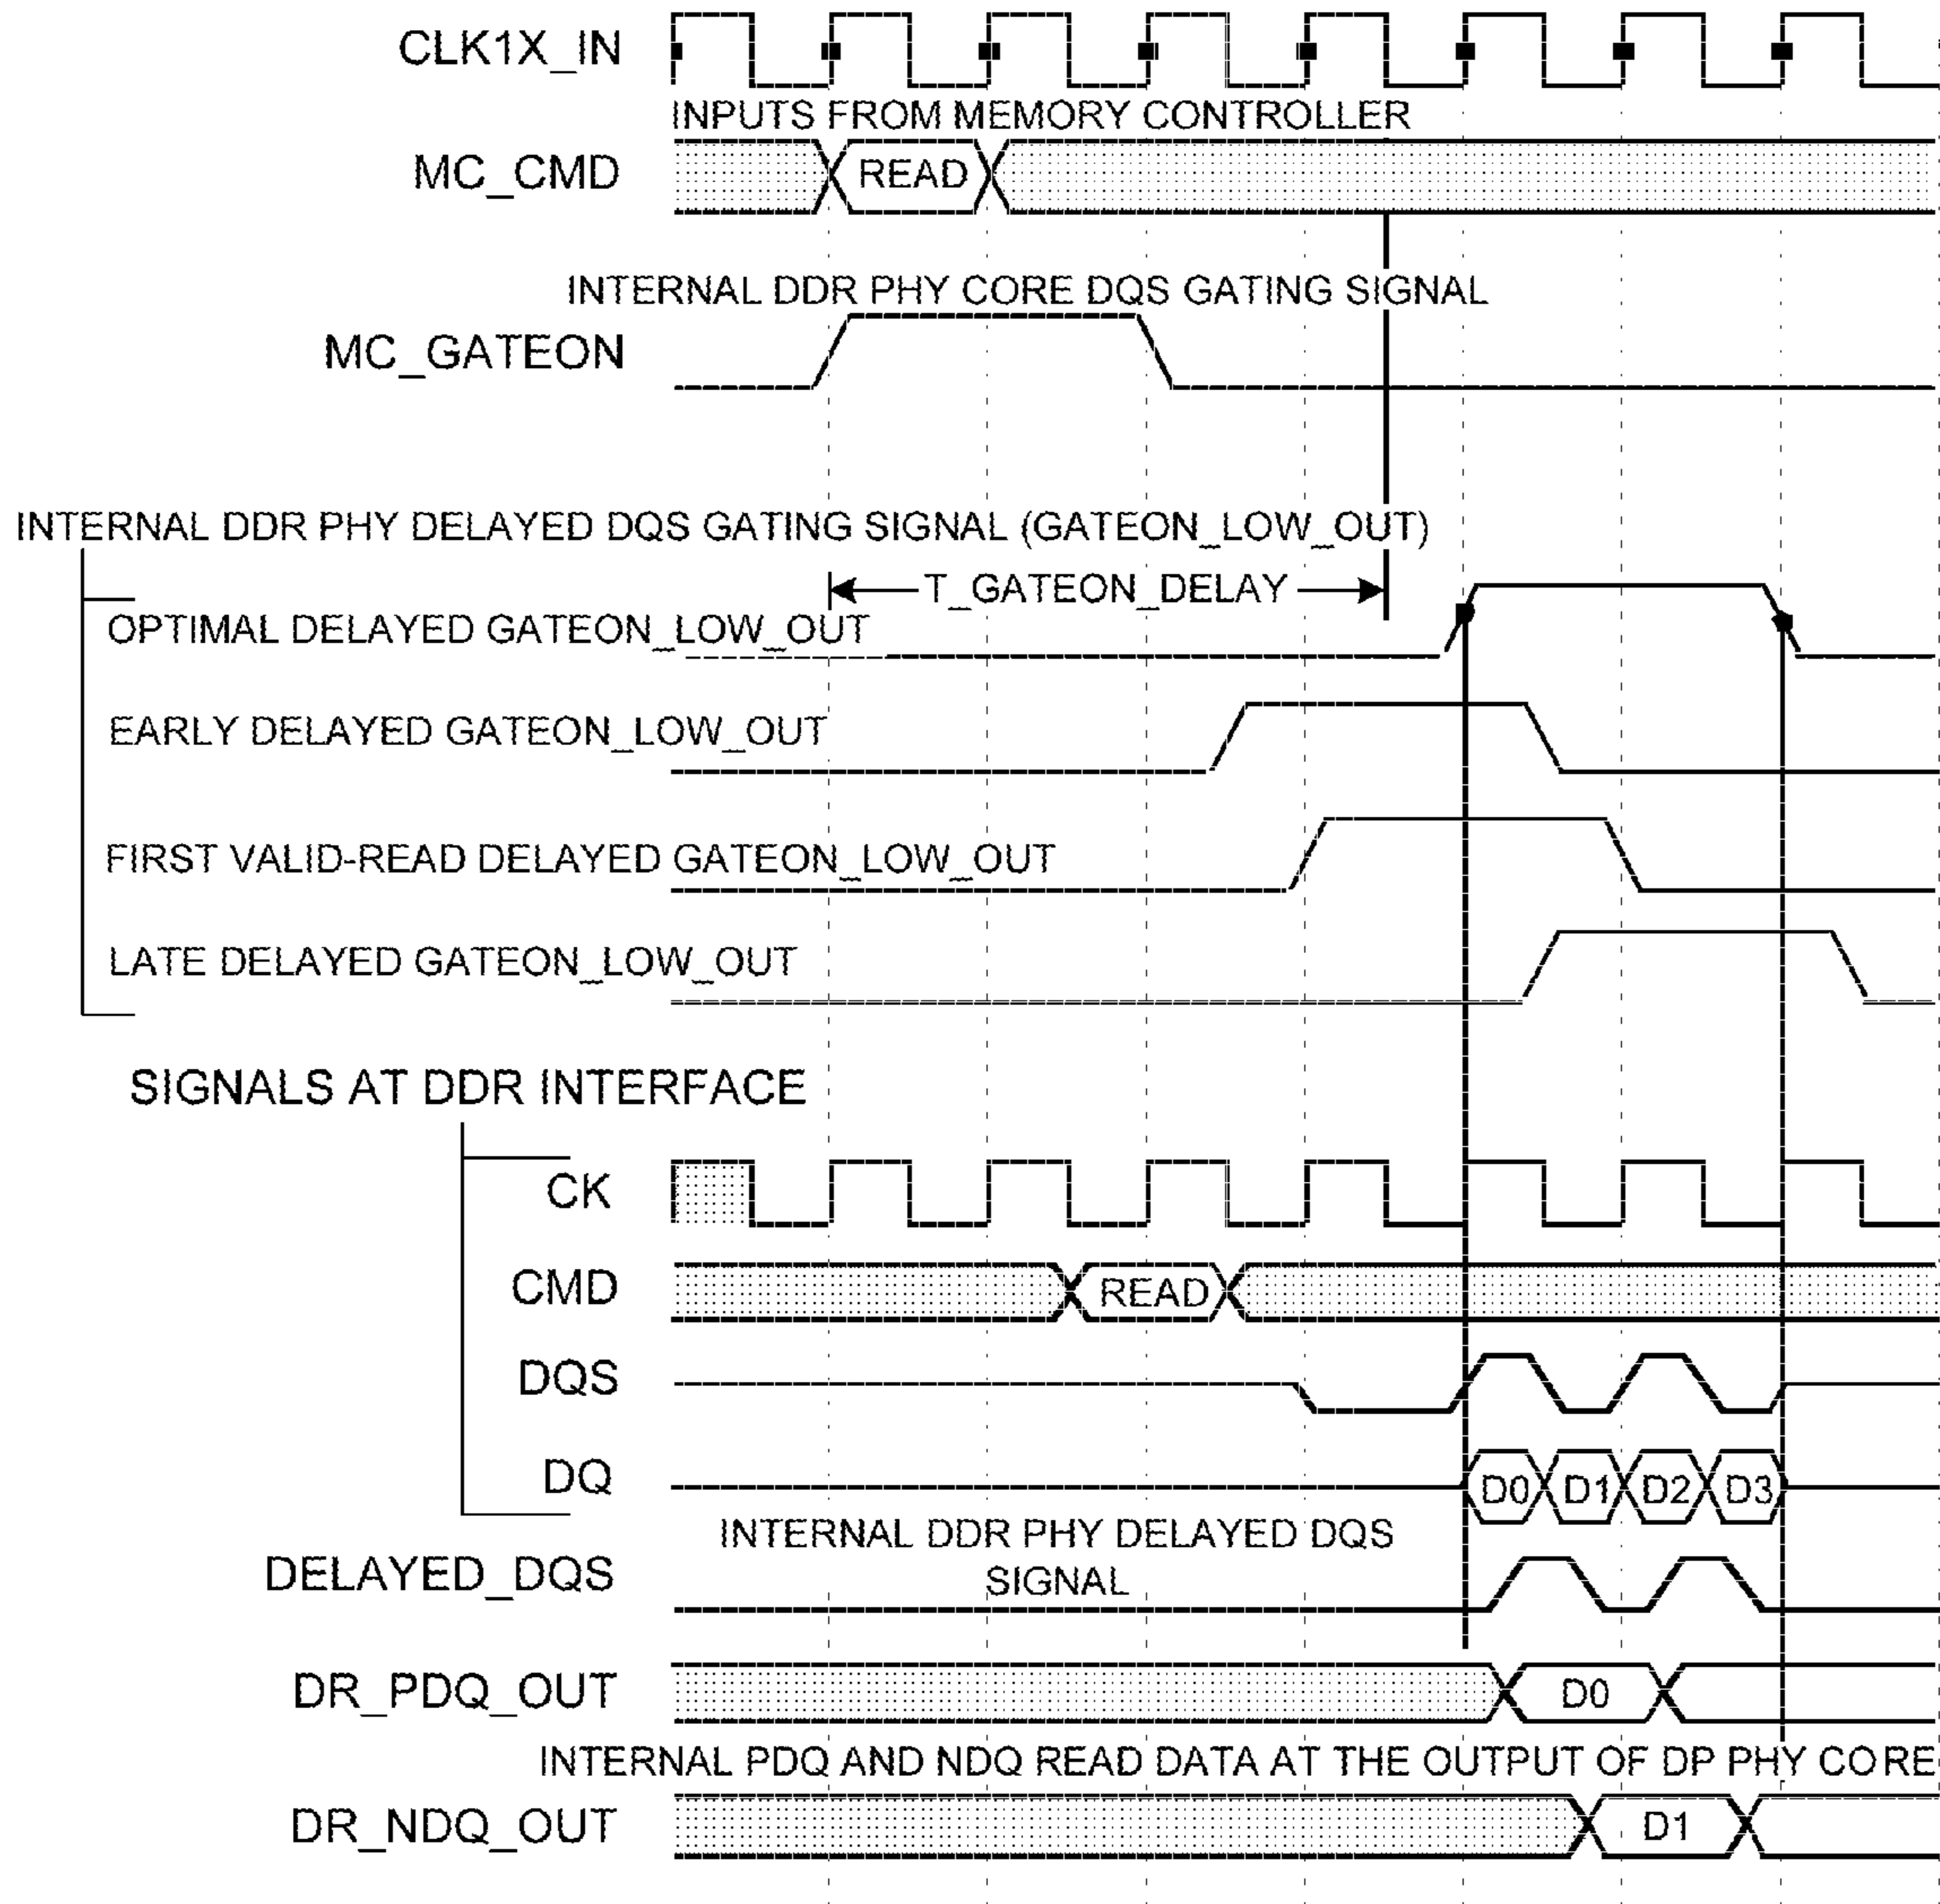 CLK1X_IN
INPUTS FROM MEMORY CONTROLLER
MC_CMD
READ
INTERNAL DDR PHY CORE DQS GATING SIGNAL
MC_GATEON
INTERNAL DDR PHY DELAYED DQS GATING SIGNAL (GATEON_LOW_OUT)
T_GATEON_DELAY
OPTIMAL DELAYED GATEON_LOW_OUT
EARLY DELAYED GATEON_LOW_OUT
FIRST VALID-READ DELAYED GATEON_LOW_OUT
LATE DELAYED GATEON_LOW_OUT
SIGNALS AT DDR INTERFACE
CK
CMD
READ
DQS
DQ
D0 D1 D2 D3
INTERNAL DDR PHY DELAYED DQS
SIGNAL
DELAYED_DQS
DR_PDQ_OUT
D0
INTERNAL PDQ AND NDQ READ DATA AT THE OUTPUT OF DP PHY CORE
DR_NDQ_OUT
D1